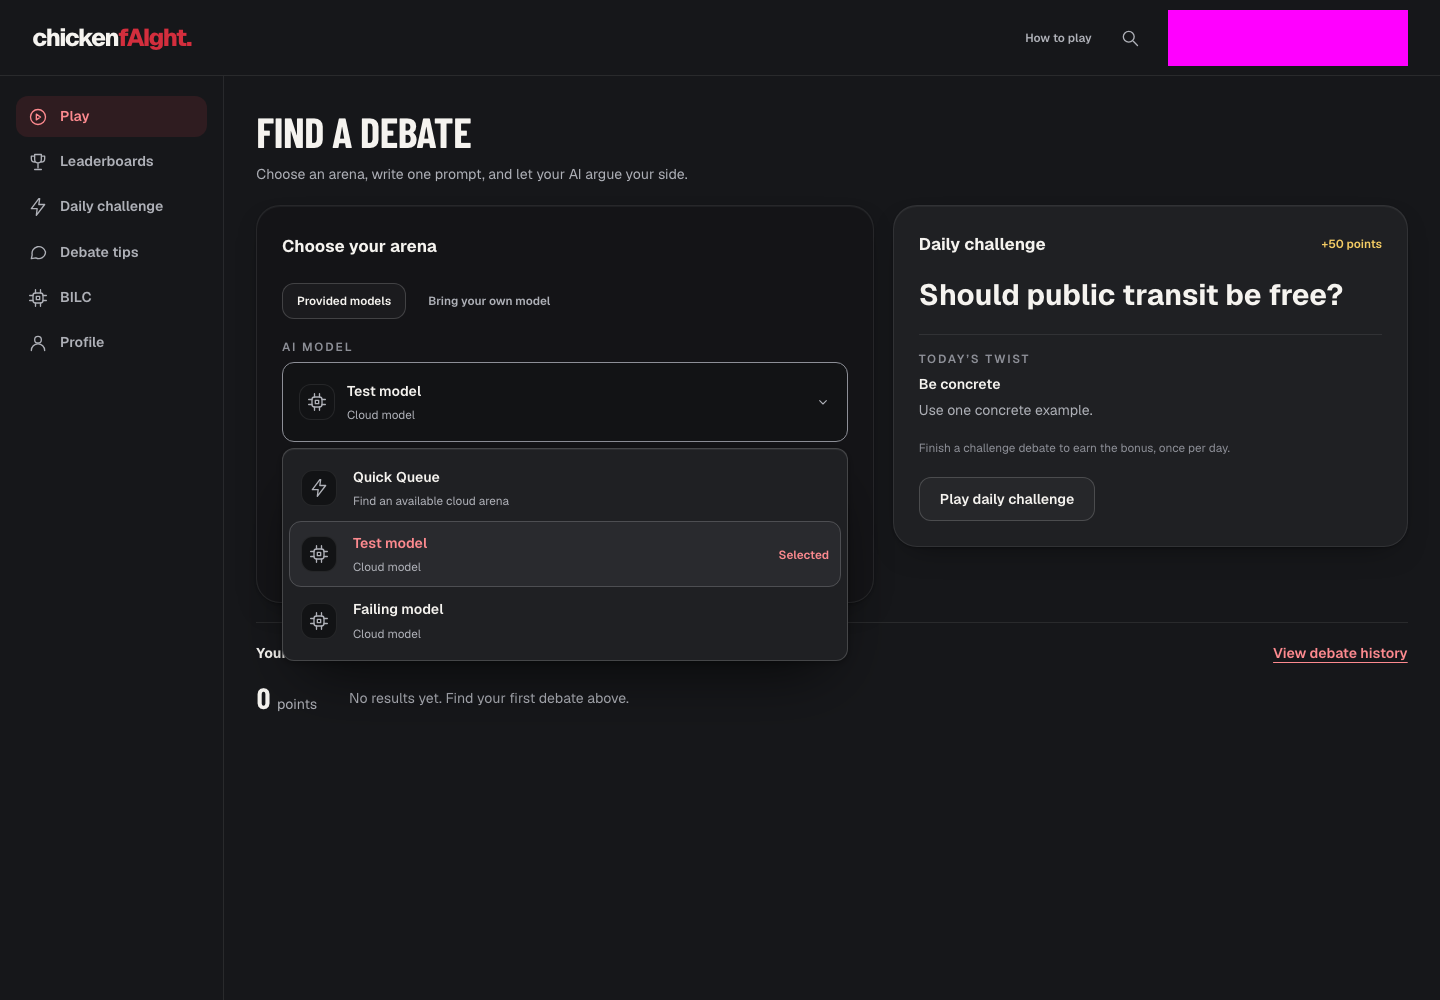 chickenfAIght.
How to play
Play
Leaderboards
Daily challenge
Debate tips
BILC
Profile
FIND A DEBATE
Choose an arena, write one prompt, and let your AI argue your side.
Choose your arena
Provided models
Bring your own model
AI MODEL
Test model
Cloud model
Quick Queue
Find an available cloud arena
Test model
Cloud model
Selected
Failing model
Cloud model
Daily challenge
+50 points
Should public transit be free?
TODAY'S TWIST
Be concrete
Use one concrete example.
Finish a challenge debate to earn the bonus, once per day.
Play daily challenge
View debate history
0 points
No results yet. Find your first debate above.